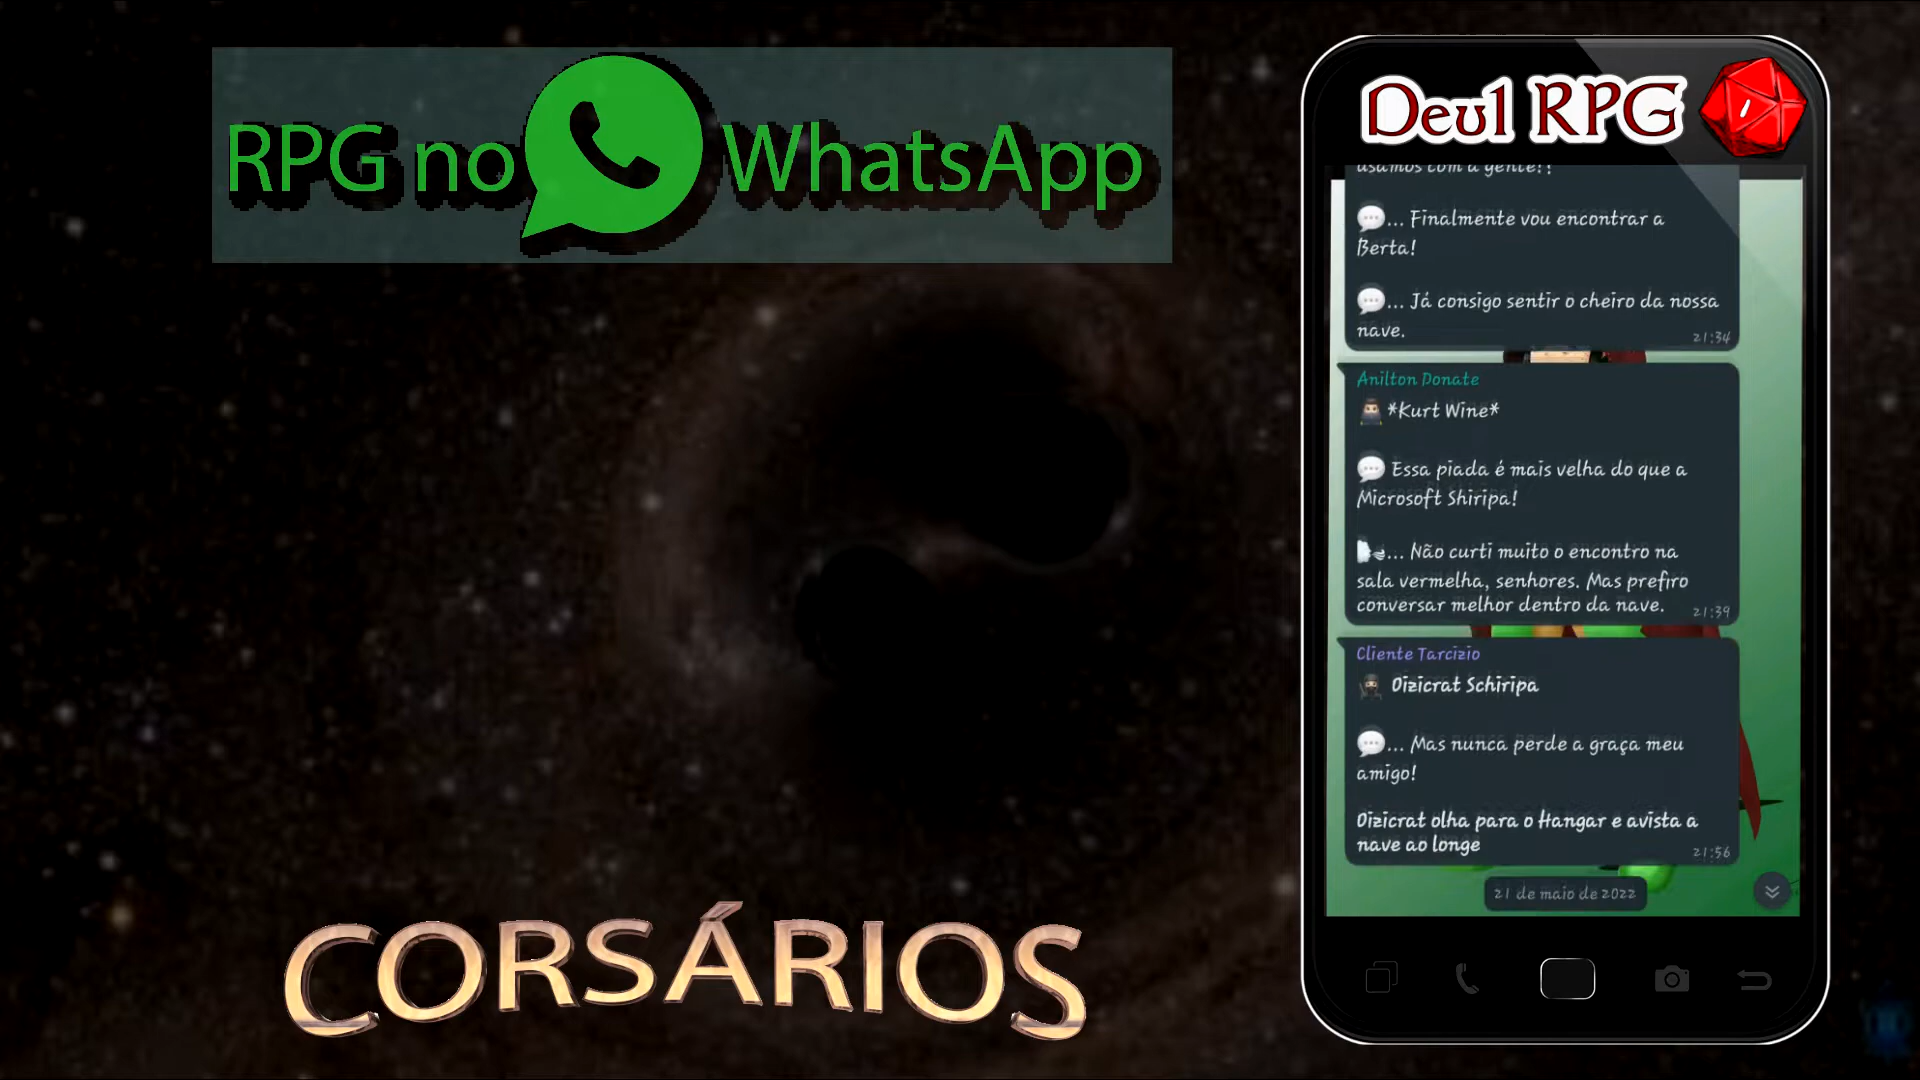 RPG no WhatsApp
Deul RPG
usamos com a gente!?
... Finalmente vou encontrar a
Berta!
... Já consigo sentir o cheiro da nossa
nave.
21:34
Anilton Donate
*Kurt Wine*
Essa piada é mais velha do que a
Microsoft Shiripa!
... Não curti muito o encontro na
sala vermelha, senhores. Mas prefiro
conversar melhor dentro da nave.
21:39
Cliente Tarcizio
Oizicrat Schiripa
... Mas nunca perde a graça meu
amigo!
Oizicrat olha para o Hangar e avista a
nave ao longe
21:56
21 de maio de 2022
CORSÁRIOS